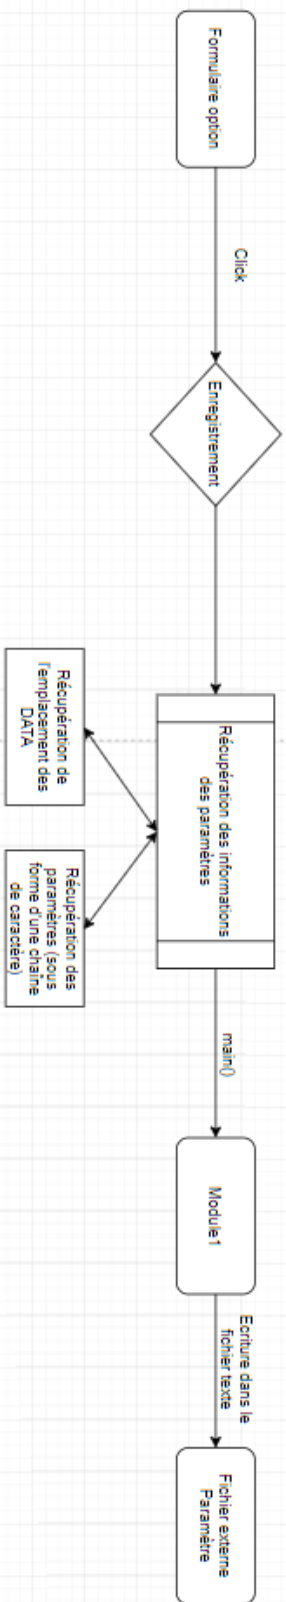 Formulaire option
Click
Enregistrement
Récupération des informations
des paramètres
Récupération de
l'emplacement des
DATA
Récupération des
paramètres (sous
forme d'une chaîne
de caractère)
main()
Module1
Ecriture dans le
fichier texte
Fichier externe
Paramètre